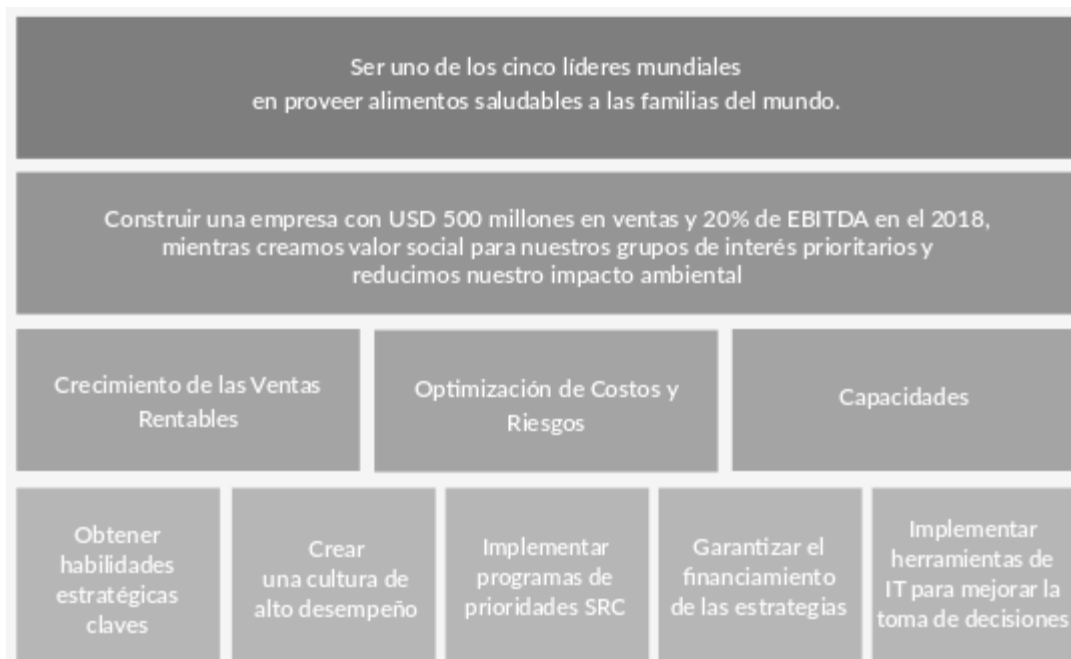 Ser uno de los cinco líderes mundiales
en proveer alimentos saludables a las familias del mundo.
Construir una empresa con USD 500 millones en ventas y 20% de EBITDA en el 2018,
mientras creamos valor social para nuestros grupos de interés prioritarios y
reducimos nuestro impacto ambiental
Crecimiento de las Ventas
Rentables
Optimización de Costos y
Riesgos
Capacidades
Obtener
habilidades
estratégicas
claves
Crear
una cultura de
alto desempeño
Implementar
programas de
prioridades SRC
Garantizar el
financiamiento
de las estrategias
Implementar
herramientas de
IT para mejorar la
toma de decisiones